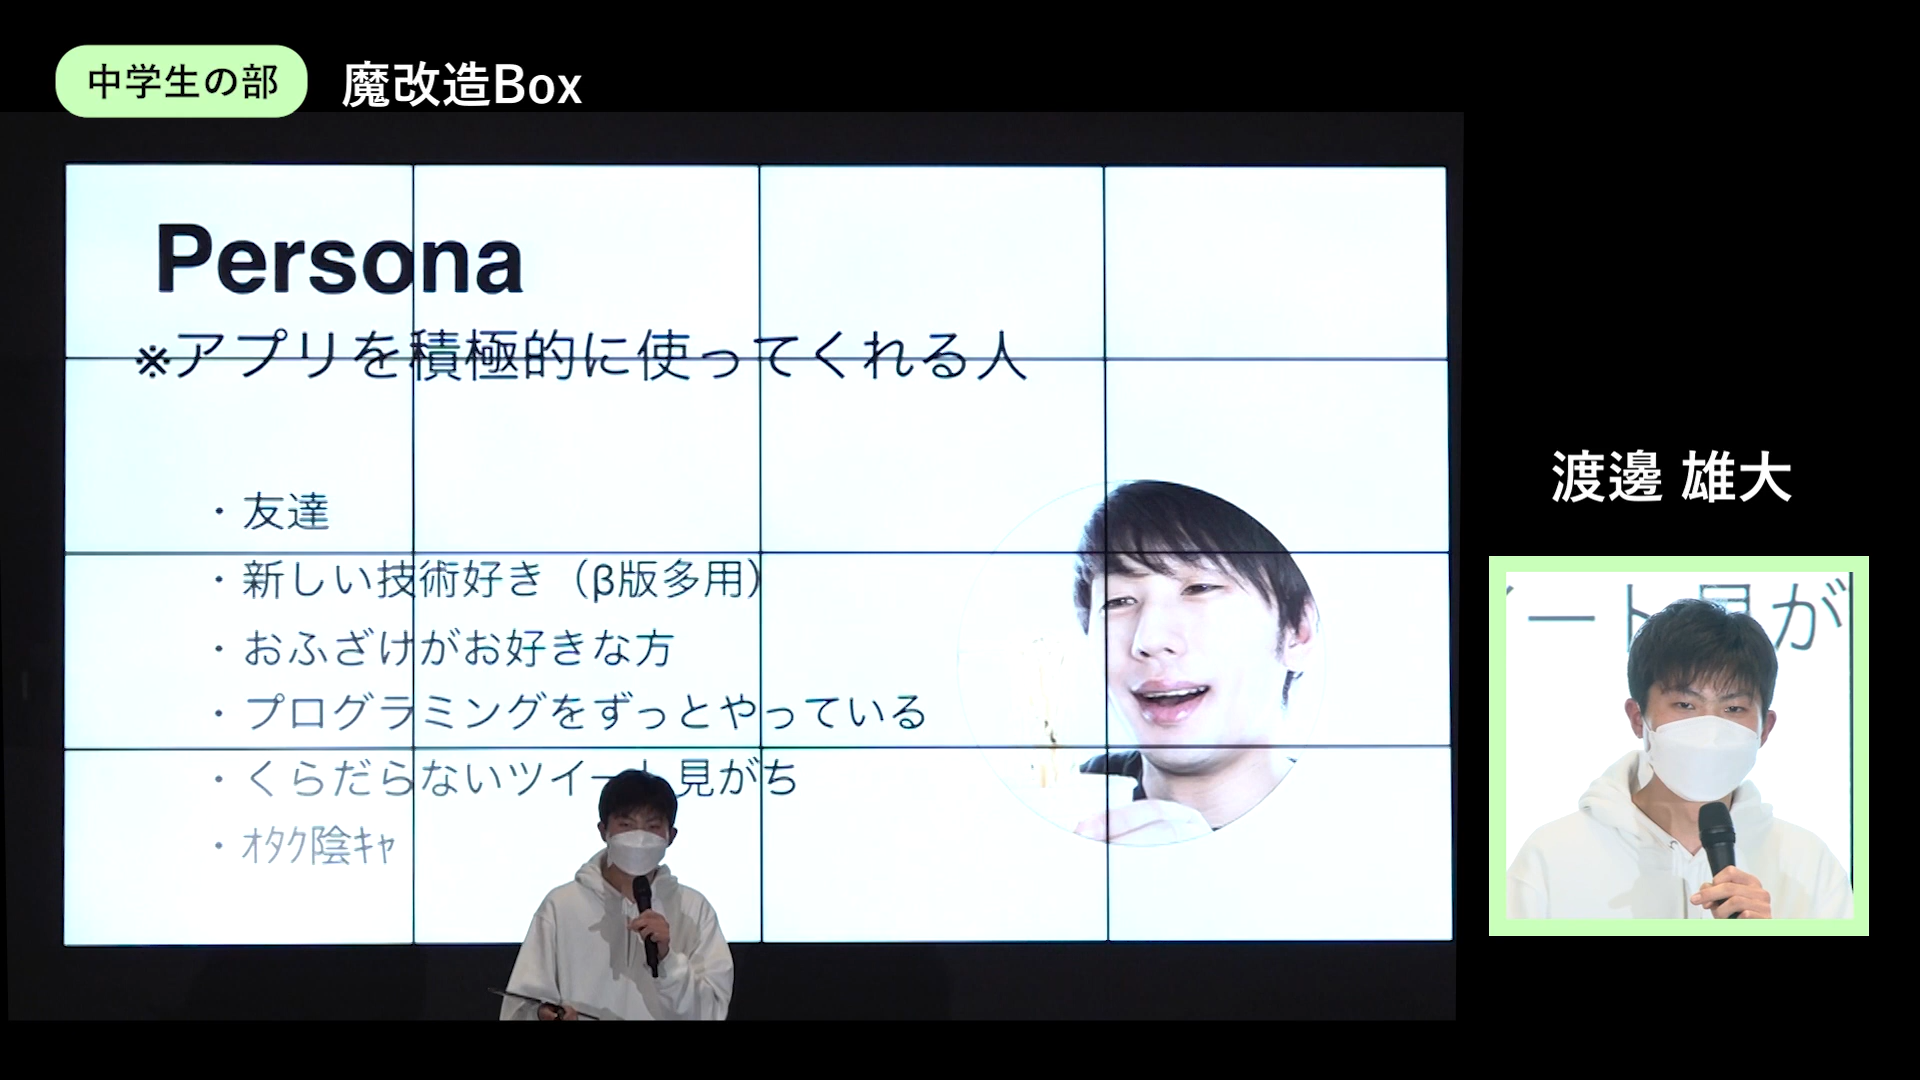 中学生の部 魔改造Box
Persona
※アプリを積極的に使ってくれる人
・友達
・新しい技術好き（β版多用）
・おふざけがお好きな方
・プログラミングをずっとやっている
・くらだらないツイート見がち
・ｵﾀｸ陰ｷｬ
渡邊 雄大
ート見が